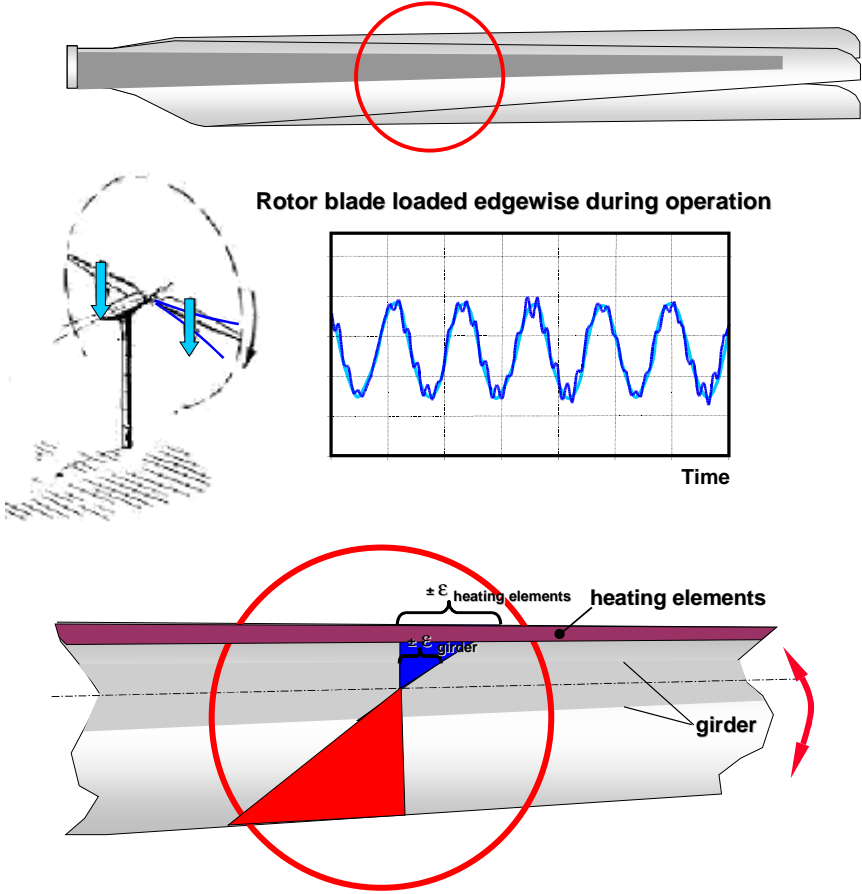 Rotor blade loaded edgewise during operation
Time
± ε heating elements
heating elements
± ε girder
girder